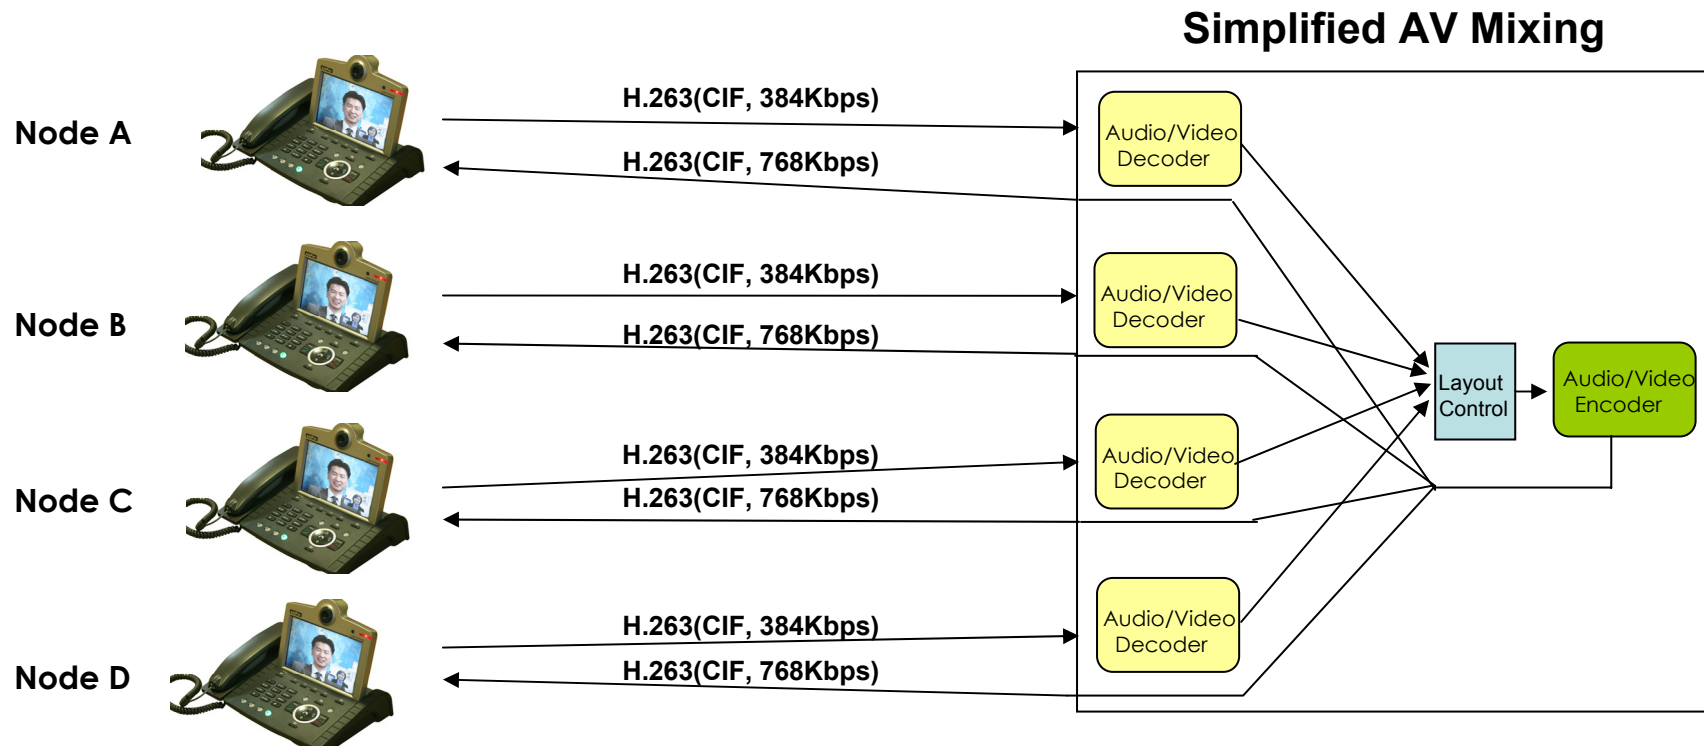 Simplified AV Mixing
Node A
H.263(CIF, 384Kbps)
H.263(CIF, 768Kbps)
Audio/Video
Decoder
Node B
H.263(CIF, 384Kbps)
H.263(CIF, 768Kbps)
Audio/Video
Decoder
Layout
Control
Audio/Video
Encoder
Node C
H.263(CIF, 384Kbps)
H.263(CIF, 768Kbps)
Audio/Video
Decoder
Node D
H.263(CIF, 384Kbps)
H.263(CIF, 768Kbps)
Audio/Video
Decoder